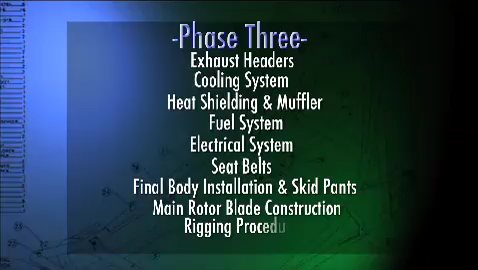 -Phase Three-
Exhaust Headers
Cooling System
Heat Shielding & Muffler
Fuel System
Electrical System
Seat Belts
Final Body Installation & Skid Pants
Main Rotor Blade Construction
Rigging Procedu